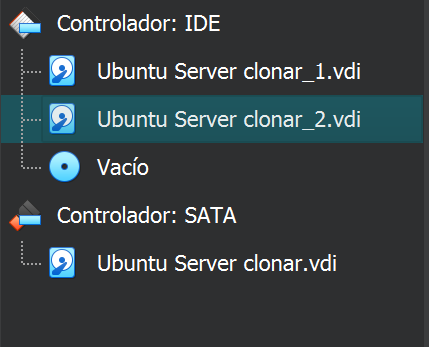 Controlador: IDE
Ubuntu Server clonar_1.vdi
Ubuntu Server clonar_2.vdi
Vacío
Controlador: SATA
Ubuntu Server clonar.vdi